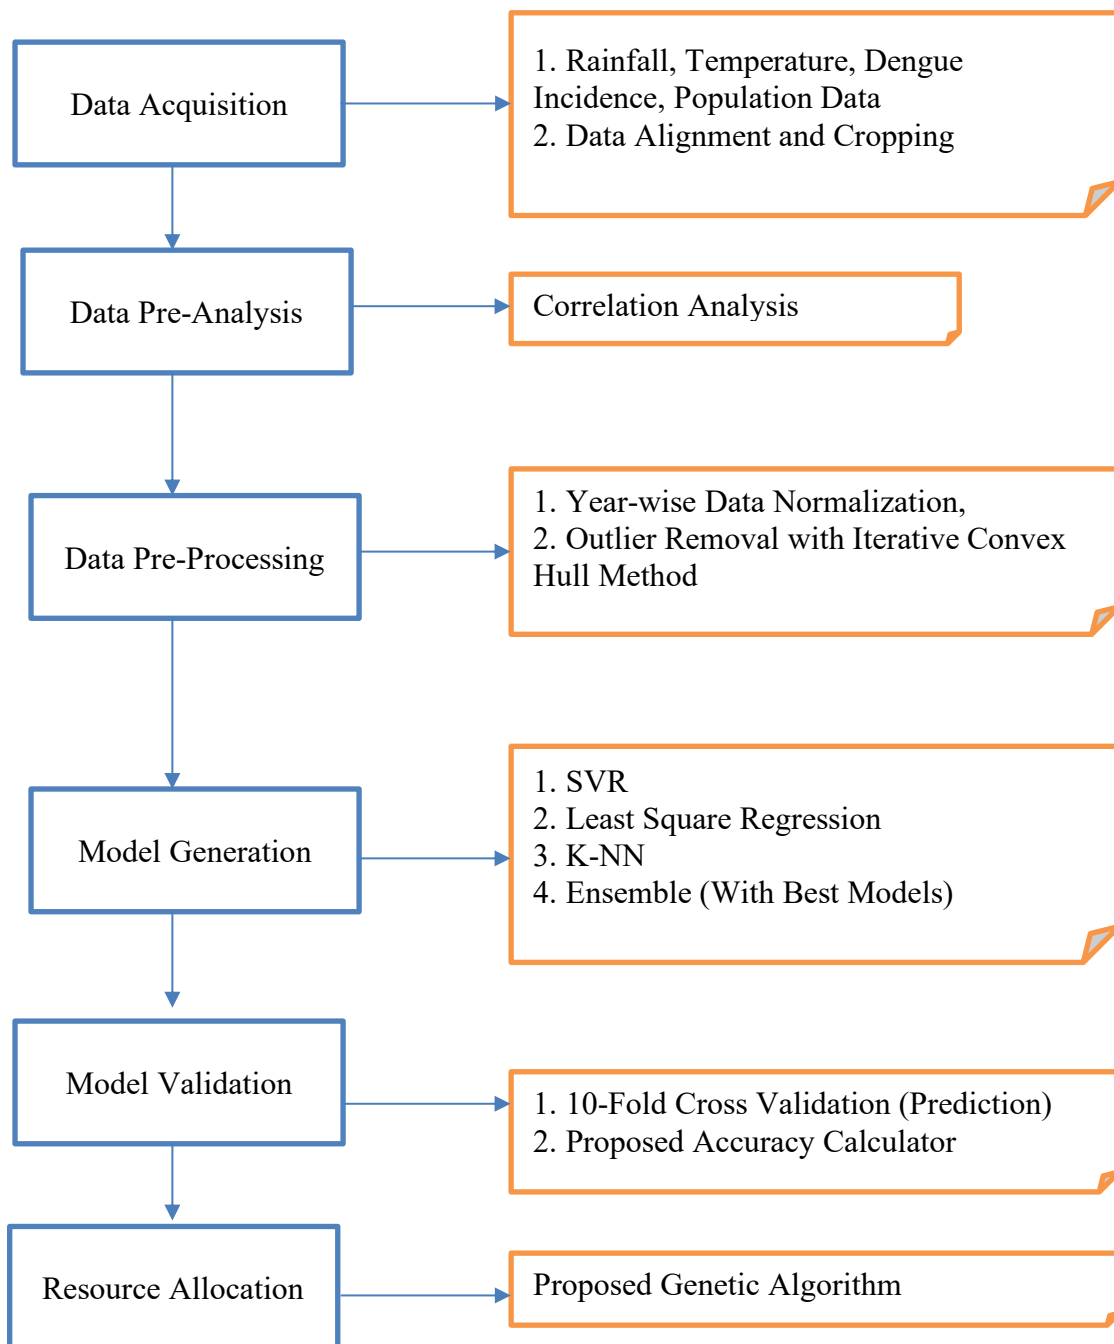 Data Acquisition
1. Rainfall, Temperature, Dengue
Incidence, Population Data
2. Data Alignment and Cropping
Data Pre-Analysis
Correlation Analysis
Data Pre-Processing
1. Year-wise Data Normalization,
2. Outlier Removal with Iterative Convex
Hull Method
Model Generation
1. SVR
2. Least Square Regression
3. K-NN
4. Ensemble (With Best Models)
Model Validation
1. 10-Fold Cross Validation (Prediction)
2. Proposed Accuracy Calculator
Resource Allocation
Proposed Genetic Algorithm